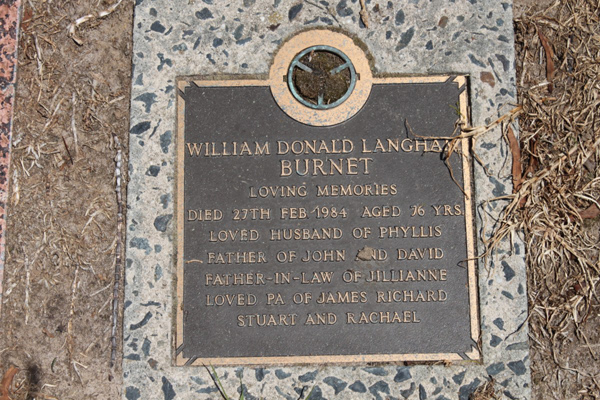 WILLIAM DONALD LANGHAM
BURNET
LOVING MEMORIES
DIED 27TH FEB 1984 AGED 76 YRS
LOVED HUSBAND OF PHYLLIS
FATHER OF JOHN AND DAVID
FATHER-IN-LAW OF JILLIANNE
LOVED PA OF JAMES RICHARD
STUART AND RACHAEL